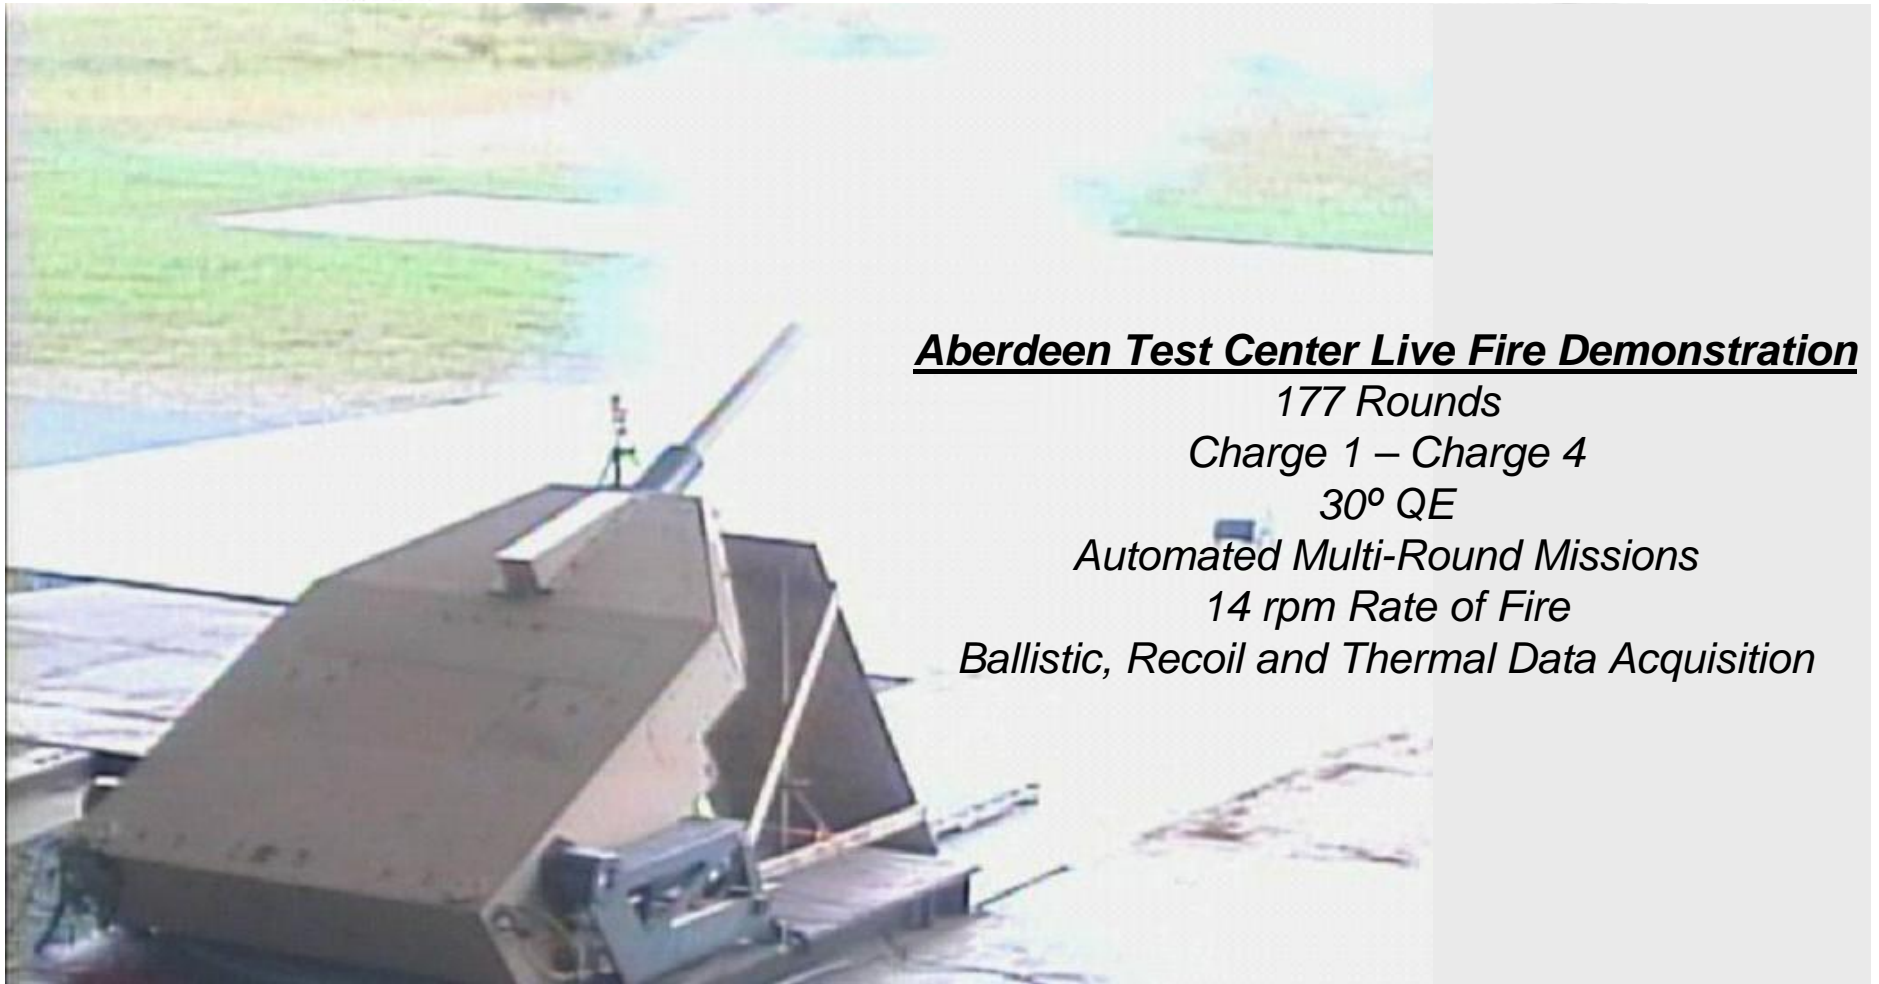 Aberdeen Test Center Live Fire Demonstration
177 Rounds
Charge 1 – Charge 4
30º QE
Automated Multi-Round Missions
14 rpm Rate of Fire
Ballistic, Recoil and Thermal Data Acquisition